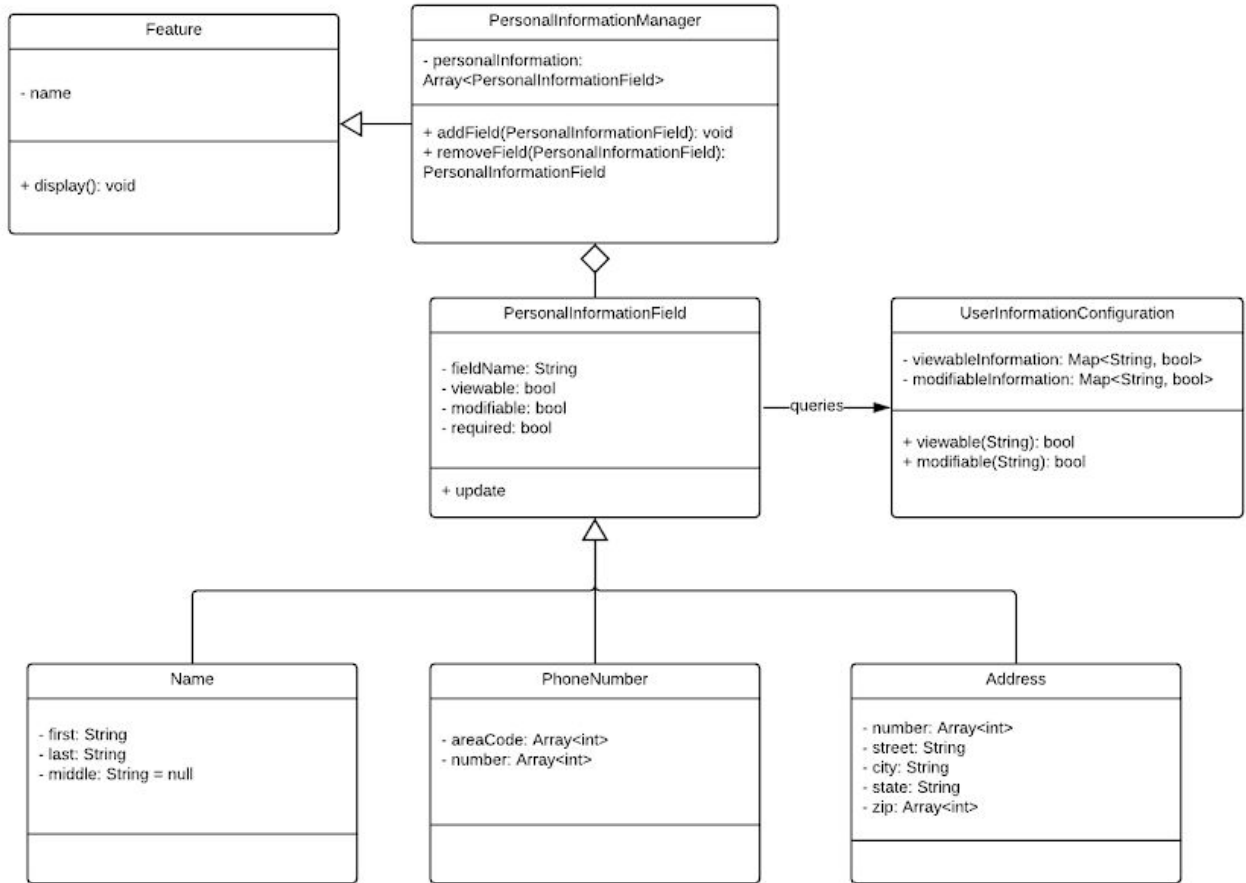 Feature
- name
+ display(): void
PersonalInformationManager
- personalInformation:
Array<PersonalInformationField>
+ addField(PersonalInformationField): void
+ removeField(PersonalInformationField):
PersonalInformationField
PersonalInformationField
- fieldName: String
- viewable: bool
- modifiable: bool
- required: bool
+ update
queries
UserInformationConfiguration
- viewableInformation: Map<String, bool>
- modifiableInformation: Map<String, bool>
+ viewable(String): bool
+ modifiable(String): bool
Name
- first: String
- last: String
- middle: String = null
PhoneNumber
- areaCode: Array<int>
- number: Array<int>
Address
- number: Array<int>
- street: String
- city: String
- state: String
- zip: Array<int>